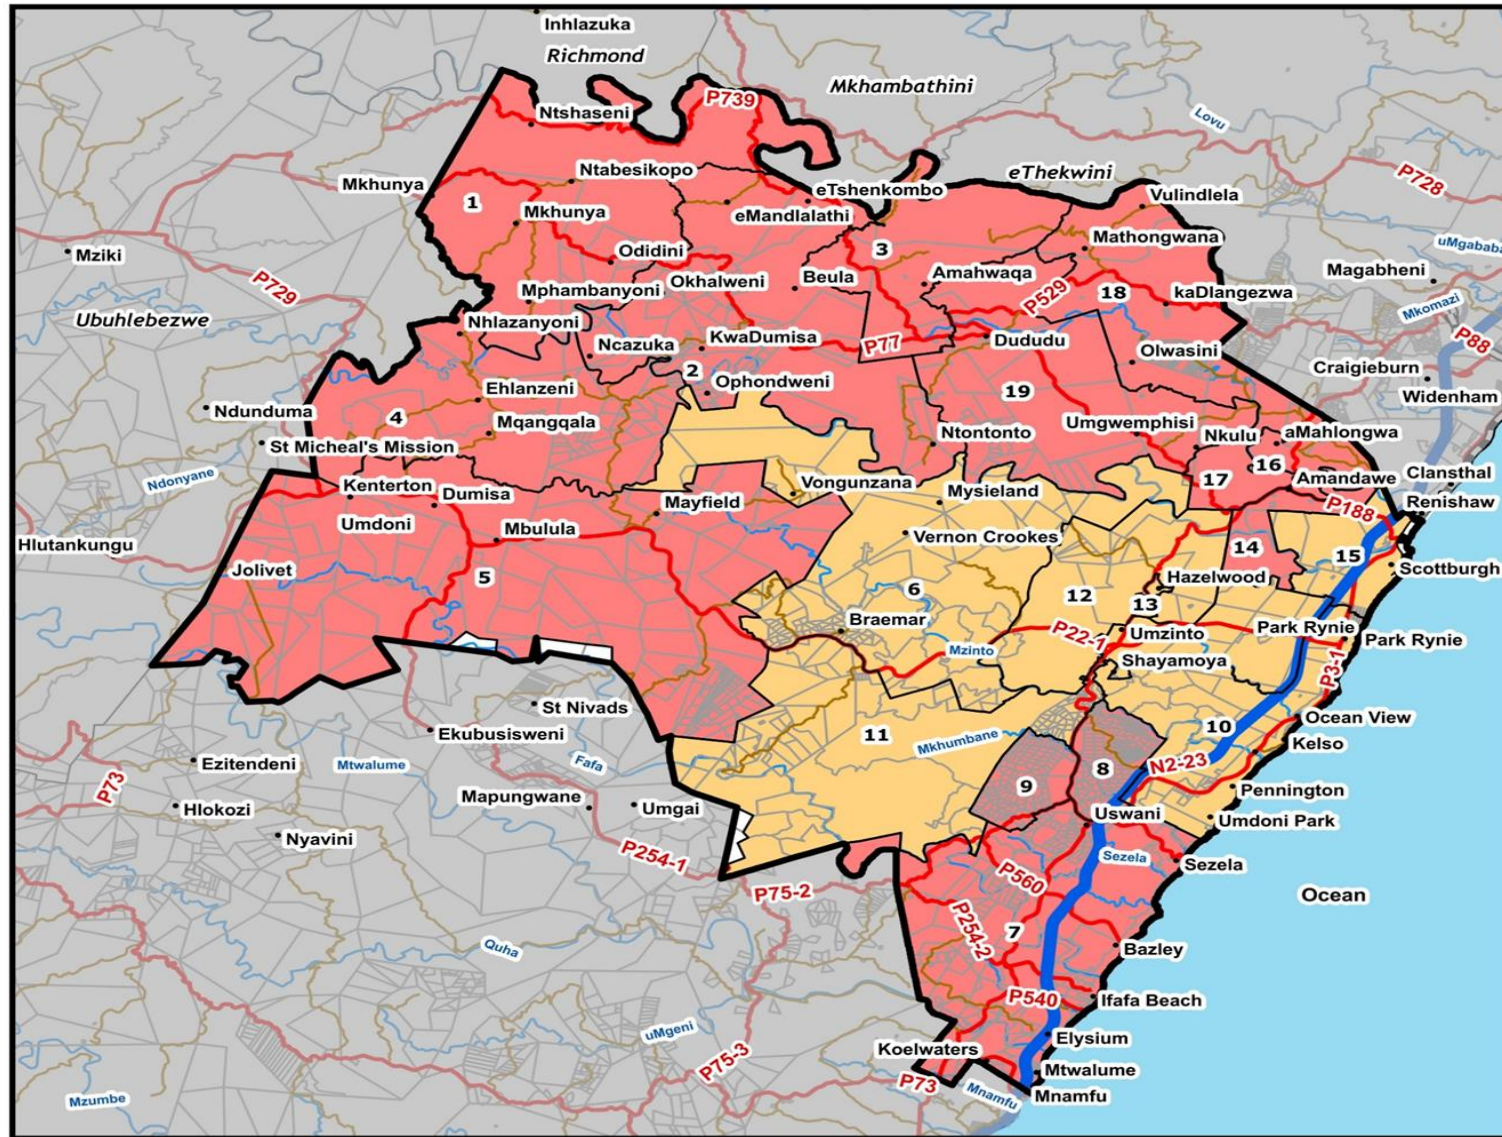 Inhlazuka
Richmond
Mkhambathini
P739
Ntshaseni
Lovu
eThekwini
P728
Ntabesikopo
Mkhunya
eTshenkombo
Vulindlela
1
Mkhunya
eMandlalathi
Mziki
3
Mathongwana
uMgababa
Odidini
Magabheni
P729
Okhalweni
Beula
Amahwaqa
Mphambanyoni
P529
18
kaDlangezwa
Mkomazi
Ubuhlebezwe
Nhlazanyoni
P88
KwaDumisa
P77
Dududu
Ncazuka
Olwasini
2
Craigieburn
Ophondweni
Ehlanzeni
19
Widenham
Ndunduma
4
Mqangqala
Umgwemphisi
St Micheal's Mission
Ntontonto
Nkulu
aMahlongwa
16
Ndonyane
Clansthal
Kenterton
Dumisa
Vongunzana
17
Amandawe
Mysieland
Mayfield
Renishaw
P188
Umdoni
Mbulula
Vernon Crookes
Hlutankungu
14
15
Jolivet
5
Scottburgh
Hazelwood
6
12
13
Braemar
P22-1
Umzinto
Park Rynie
Park Rynie
Mzinto
Shayamoya
P3-1
St Nivads
Ocean View
10
Ekubusisweni
11
Mkhumbane
Kelso
Ezitendeni
Mtwalume
Fafa
N2-23
8
P73
9
Pennington
Mapungwane
Umgai
Hlokozi
Uswani
Umdoni Park
Nyavini
P254-1
Sezela
Sezela
P560
P75-2
Ocean
P254-2
7
Quha
Bazley
P540
Ifafa Beach
uMgeni
Elysium
Koelwaters
P75-3
Mtwalume
P73
Mnamfu
Mnamfu
Mzumbe